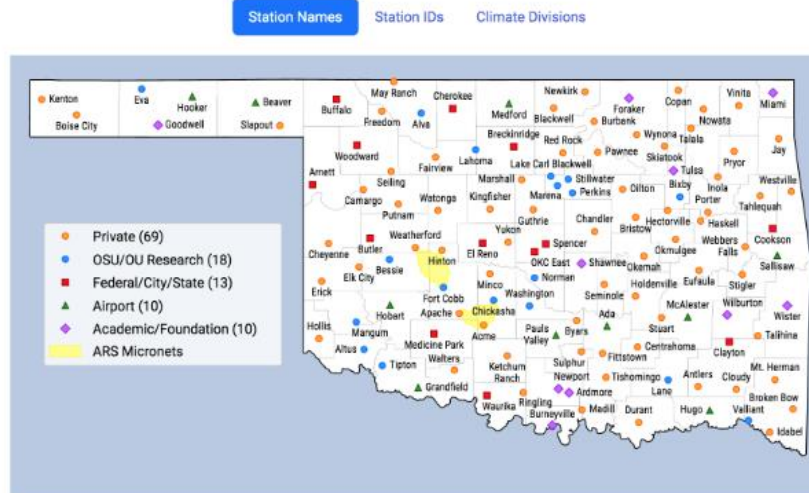 Station Names Station IDs Climate Divisions
Kenton
Boise City
Eva
Hooker
Goodwell
Beaver
Slapout
Buffalo
May Ranch
Freedom
Alva
Cherokee
Medford
Newkirk
Blackwell
Foraker
Burbank
Copan
Vinita
Miami
Nowata
Wynona
Talala
Breckinridge
Red Rock
Pawnee
Skiatook
Pryor
Jay
Woodward
Arnett
Seiling
Fairview
Lahoma
Lake Carl Blackwell
Marshall
Marena
Stillwater
Perkins
Oilton
Tulsa
Bixby
Inola
Porter
Westville
Tahlequah
Camargo
Putnam
Watonga
Kingfisher
Guthrie
Chandler
Bristow
Hectorville
Haskell
Weatherford
Yukon
El Reno
Spencer
OKC East
Shawnee
Okmulgee
Okemah
Webbers
Falls
Cookson
Sallisaw
Cheyenne
Butler
Bessie
Elk City
Hinton
Erick
Minco
Norman
Seminole
Holdenville
Eufaula
Stigler
Fort Cobb
Chickasha
Washington
McAlester
Wilburton
Wister
Hobart
Apache
Acme
Pauls
Valley
Byars
Ada
Stuart
Hollis
Mangum
Altus
Tipton
Medicine Park
Walters
Grandfield
Ketchum
Ranch
Sulphur
Fittstown
Centrahoma
Clayton
Talihina
Newport
Ardmore
Tishomingo
Lane
Antlers
Cloudy
Mt. Herman
Broken Bow
Waurika
Ringling
Burneyville
Madill
Durant
Hugo
Valliant
Idabel
Private (69)
OSU/OU Research (18)
Federal/City/State (13)
Airport (10)
Academic/Foundation (10)
ARS Micronets